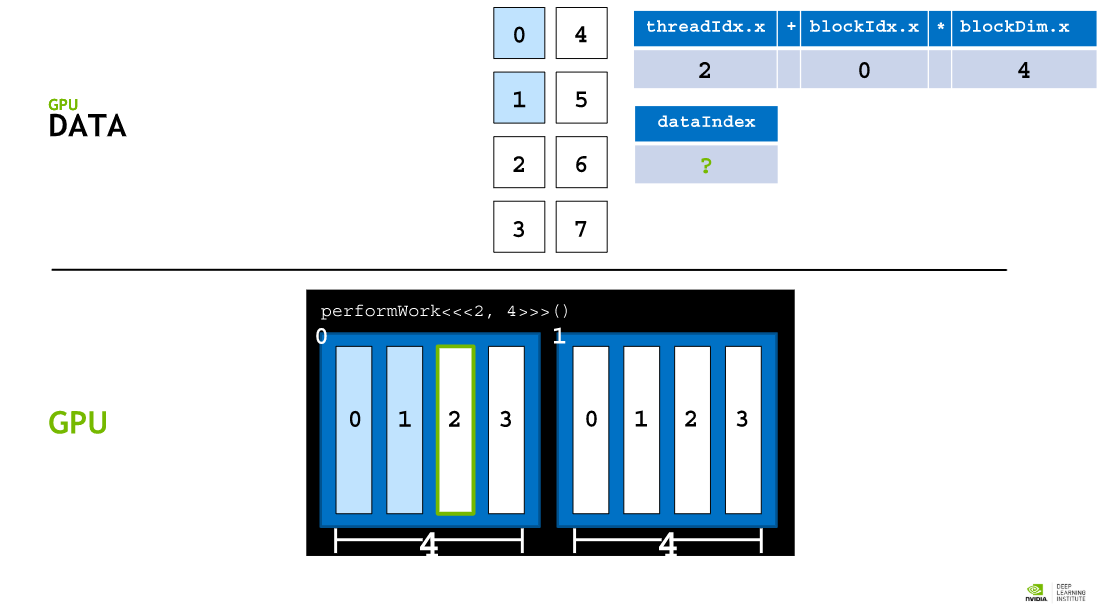 0 4
1 5
2 6
3 7
threadIdx.x + blockIdx.x * blockDim.x
2 0 4
dataIndex
?
GPU
DATA
performWork<<<2, 4>>>()
0 1
0 1 2 3 0 1 2 3
4 4
GPU
NVIDIA.
DEEP
LEARNING
INSTITUTE